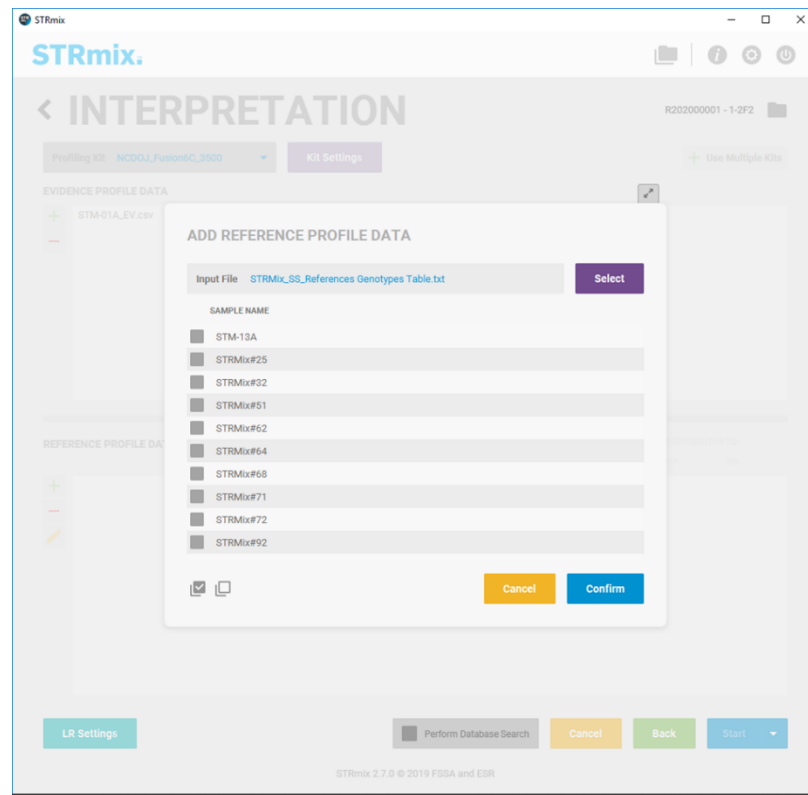 STRmix
STRmix.
INTERPRETATION
R202000001 - 1-2F2
Profiling Kit NCDOJ_Fusion6C_3500
Kit Settings
+ Use Multiple Kits
EVIDENCE PROFILE DATA
STM-01A_EV.csv
ADD REFERENCE PROFILE DATA
Input File STRMix_SS_References Genotypes Table.txt
Select
SAMPLE NAME
STM-13A
STRMix#25
STRMix#32
STRMix#51
STRMix#62
STRMix#64
STRMix#68
STRMix#71
STRMix#72
STRMix#92
REFERENCE PROFILE DA
Cancel
Confirm
LR Settings
Perform Database Search
Cancel
Back
Start
STRmix 2.7.0 © 2019 FSSA and ESR